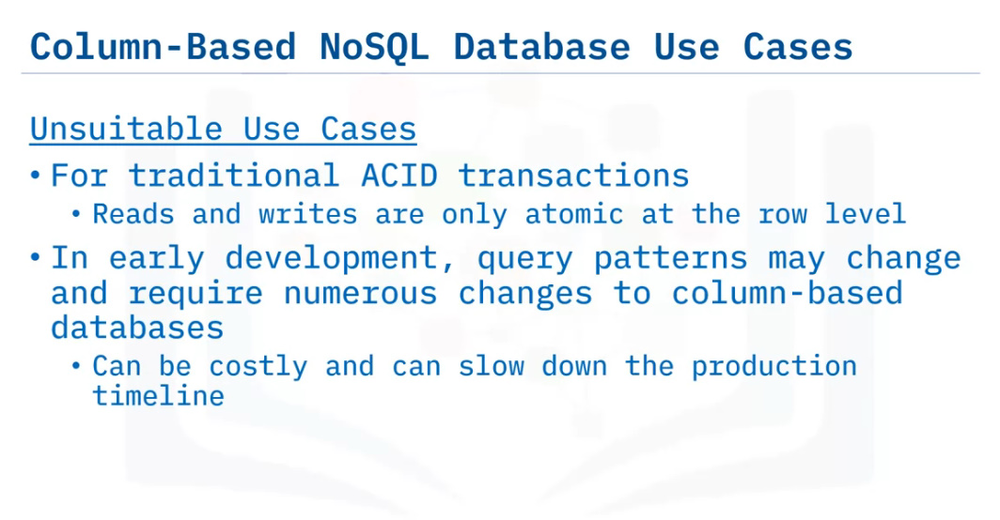 Column-Based NoSQL Database Use Cases
Unsuitable Use Cases
• For traditional ACID transactions
• Reads and writes are only atomic at the row level
• In early development, query patterns may change
and require numerous changes to column-based
databases
• Can be costly and can slow down the production
timeline